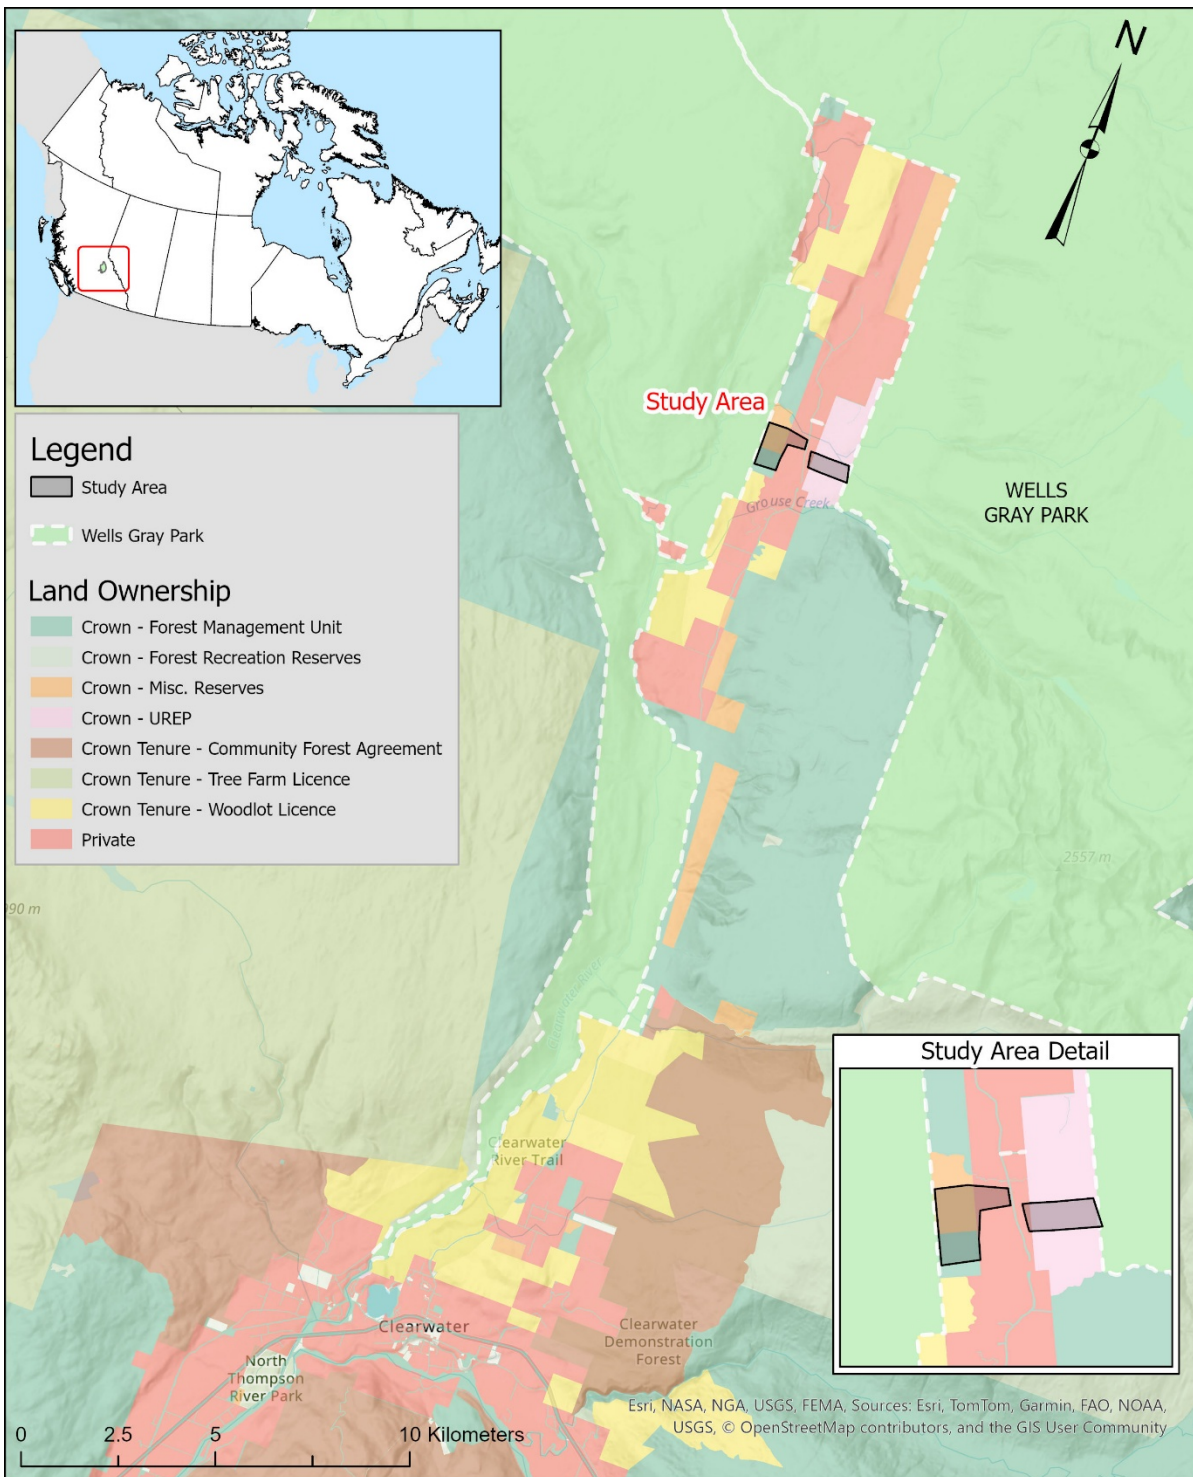 N
Study Area
WELLS
GRAY PARK
Grouse Creek
Legend
Study Area
Wells Gray Park
Land Ownership
Crown - Forest Management Unit
Crown - Forest Recreation Reserves
Crown - Misc. Reserves
Crown - UREP
Crown Tenure - Community Forest Agreement
Crown Tenure - Tree Farm Licence
Crown Tenure - Woodlot Licence
Private
2557 m
990 m
Clearwater River
Clearwater
River Trail
Study Area Detail
Clearwater
Clearwater
Demonstration
Forest
North
Thompson
River Park
Esri, NASA, NGA, USGS, FEMA, Sources: Esri, TomTom, Garmin, FAO, NOAA,
USGS, © OpenStreetMap contributors, and the GIS User Community
0 2.5 5 10 Kilometers